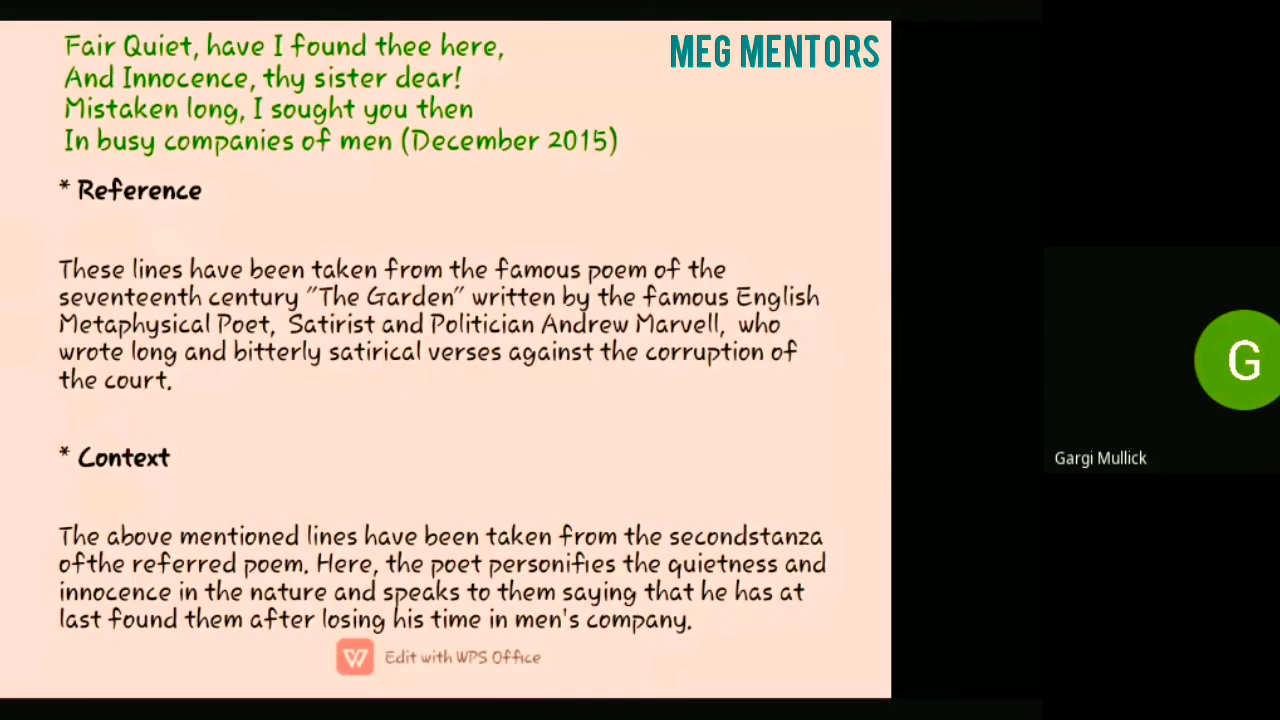 Fair Quiet, have I found thee here,
MEG MENTORS
And Innocence, thy sister dear!
Mistaken long, I sought you then
In busy companies of men (December 2015)
* Reference
These lines have been taken from the famous poem of the
seventeenth century "The Garden" written by the famous English
Metaphysical Poet, Satirist and Politician Andrew Marvell, who
wrote long and bitterly satirical verses against the corruption of
the court.
* Context
The above mentioned lines have been taken from the secondstanza
ofthe referred poem. Here, the poet personifies the quietness and
innocence in the nature and speaks to them saying that he has at
last found them after losing his time in men's company.
Edit with WPS Office
G
Gargi Mullick